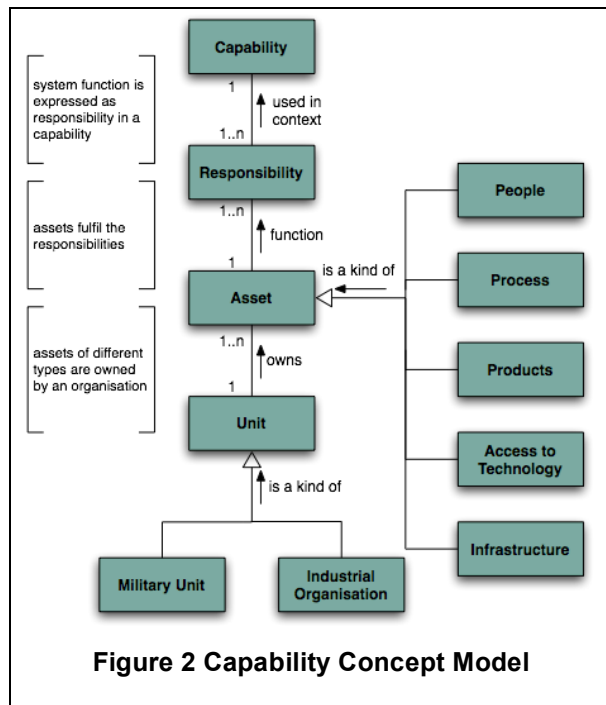 Capability
system function is
expressed as
responsibility in a
capability
1
used in
context
1..n
Responsibility
People
assets fulfil the
responsibilities
1..n
function
1
is a kind of
Asset
Process
assets of different
types are owned
by an organisation
1..n
owns
1
Products
Unit
Access to
Technology
is a kind of
Military Unit
Industrial
Organisation
Infrastructure
Figure 2 Capability Concept Model